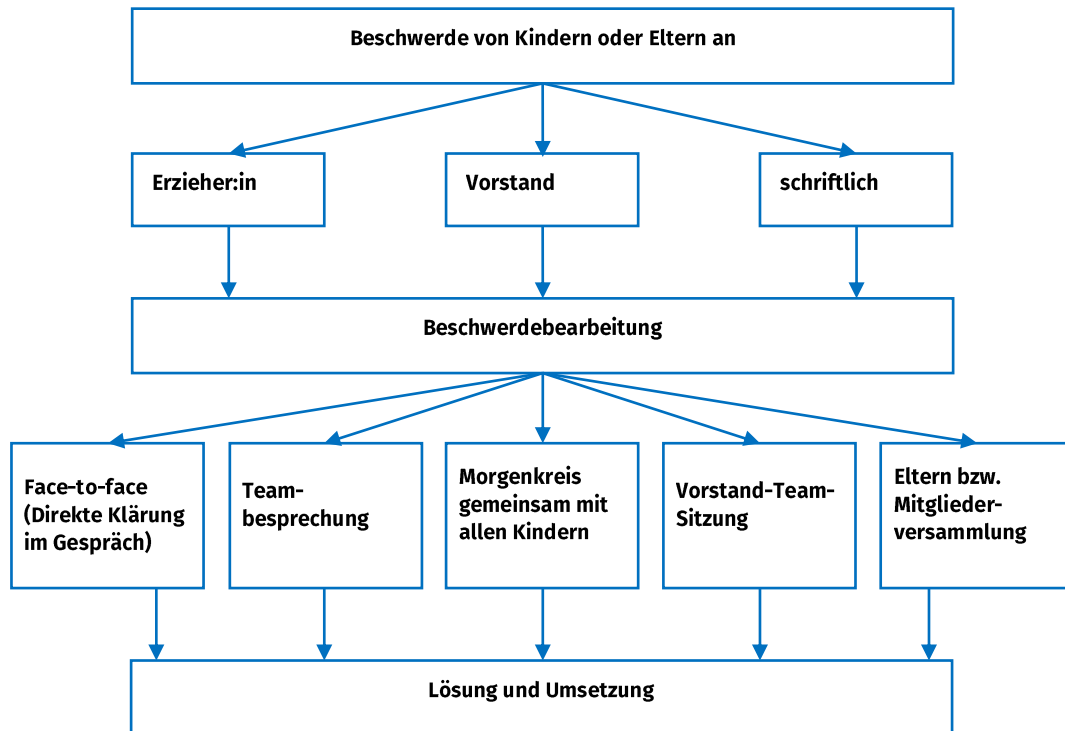 Beschwerde von Kindern oder Eltern an
Erzieher:in
Vorstand
schriftlich
Beschwerdebearbeitung
Face-to-face
(Direkte Klärung
im Gespräch)
Team-
besprechung
Morgenkreis
gemeinsam mit
allen Kindern
Vorstand-Team-
Sitzung
Eltern bzw.
Mitglieder-
versammlung
Lösung und Umsetzung